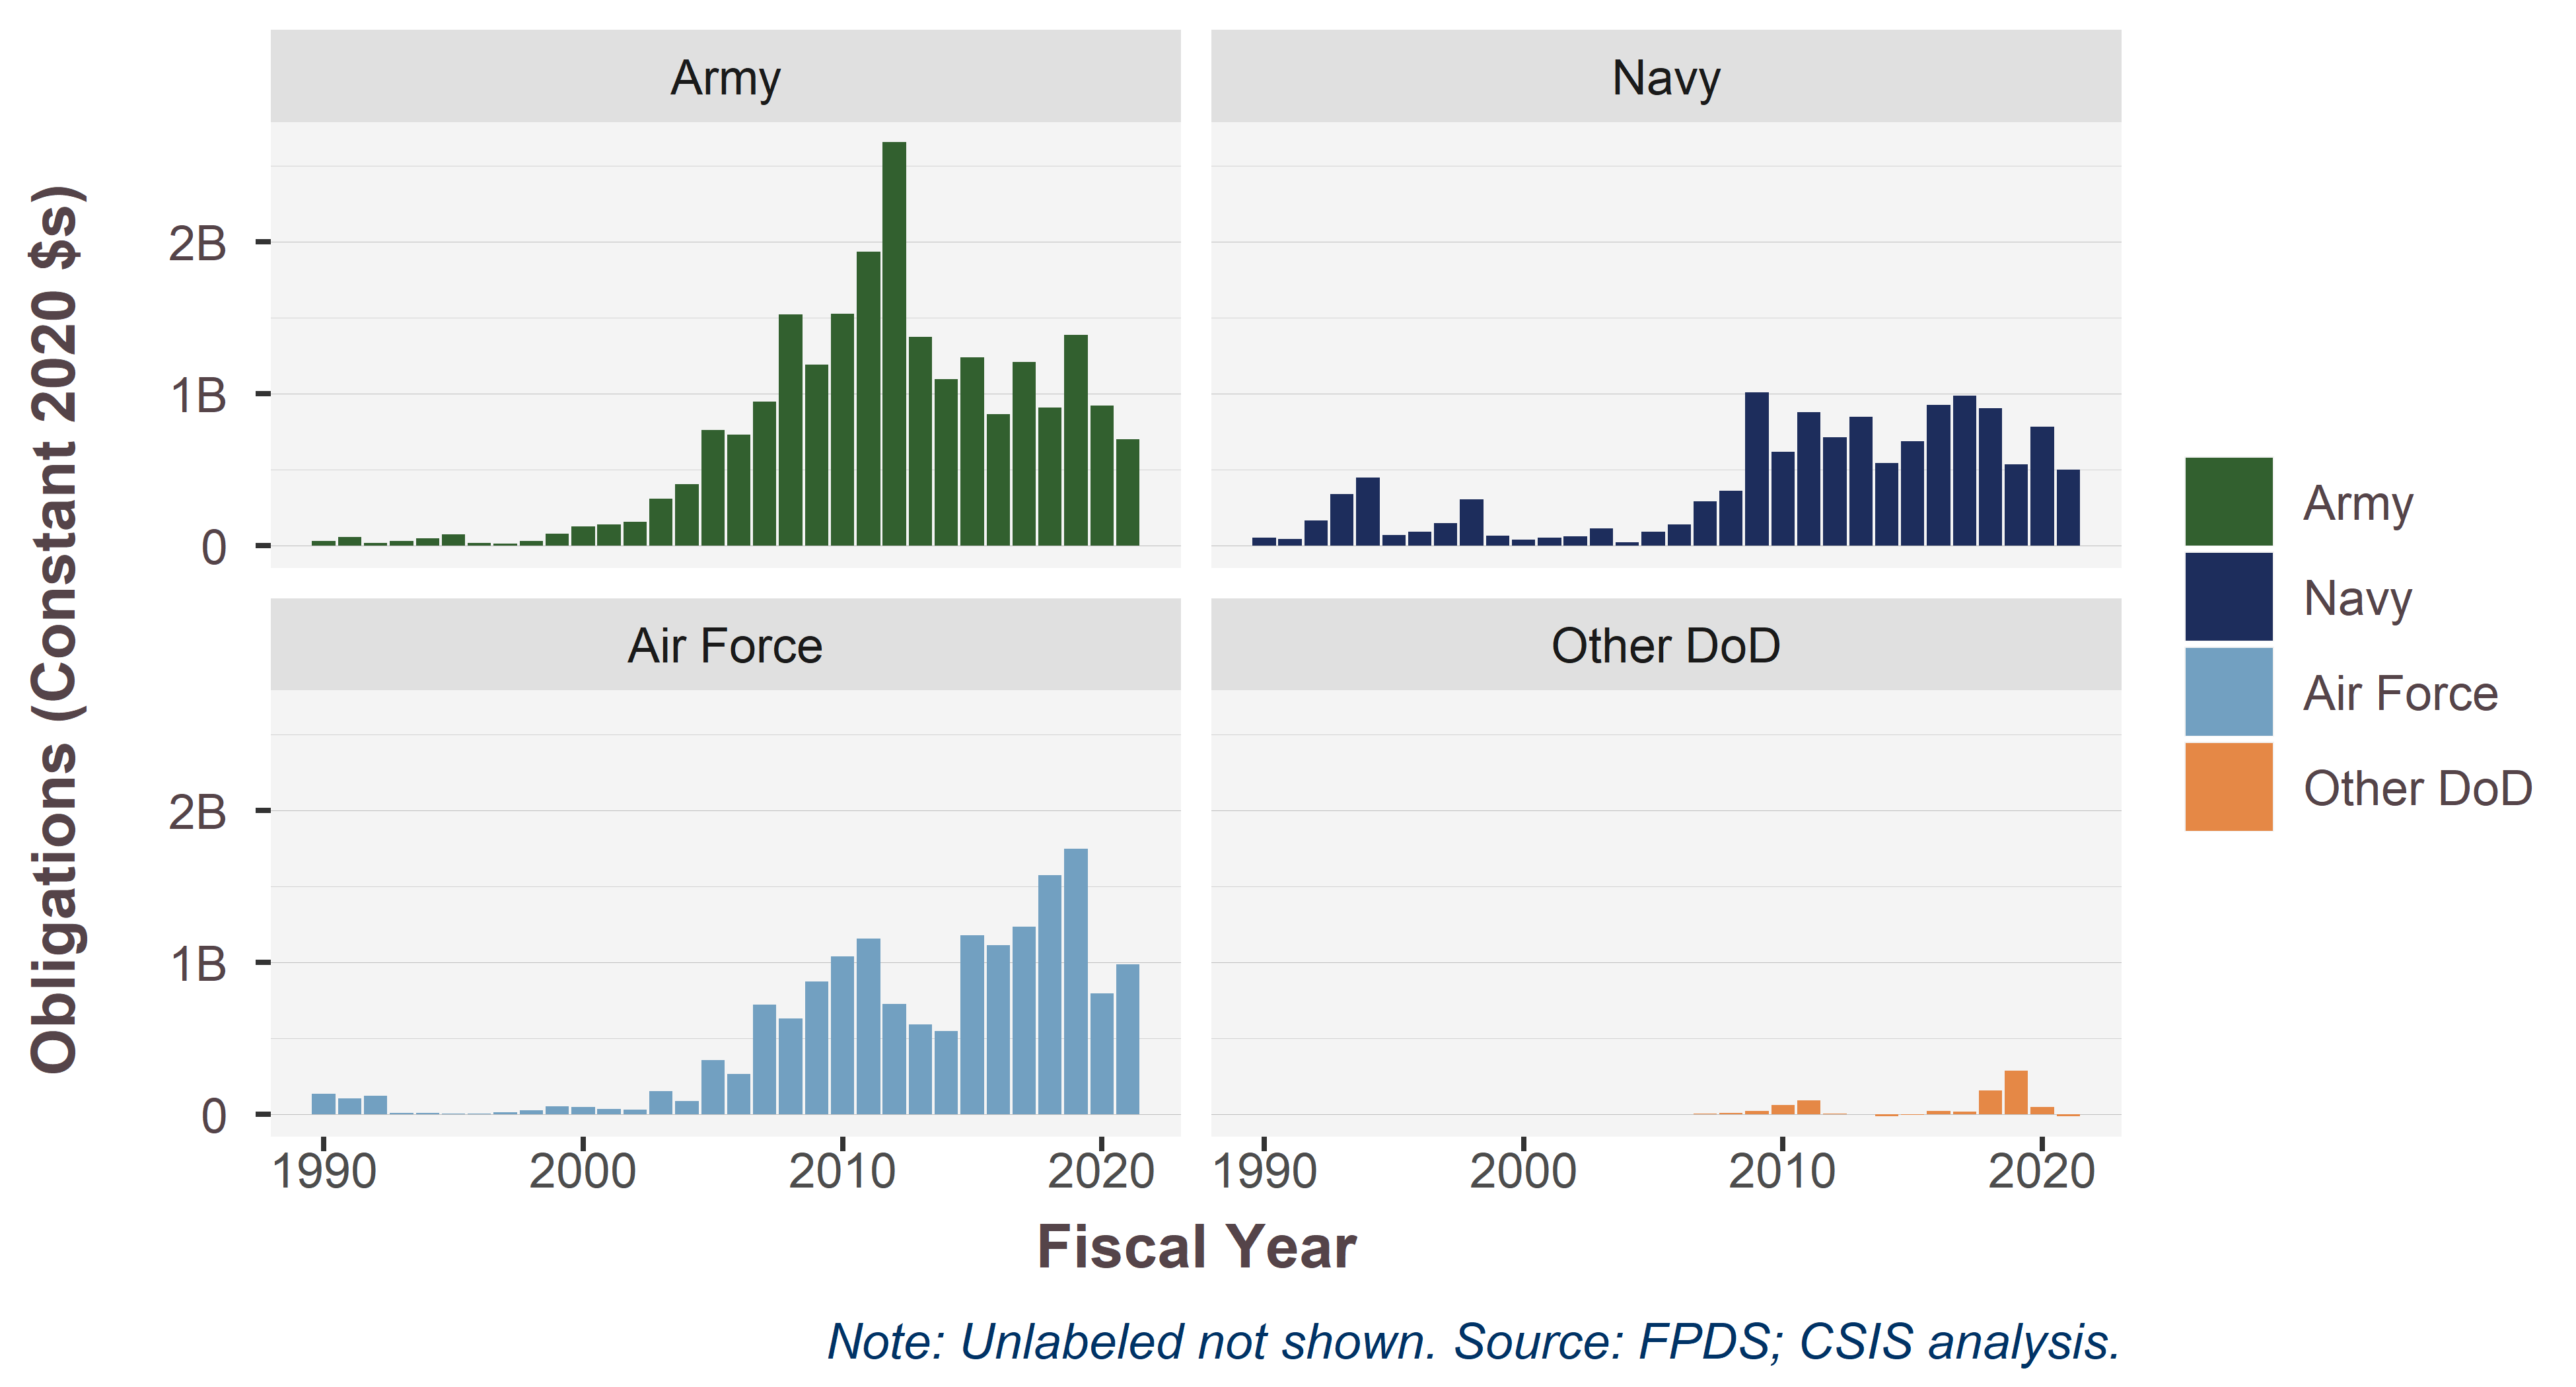 Army
Navy
Obligations (Constant 2020 $s)
2B
1B
0
Air Force
Other DoD
2B
1B
0
1990
2000
2010
2020
1990
2000
2010
2020
Fiscal Year
Army
Navy
Air Force
Other DoD
Note: Unlabeled not shown. Source: FPDS; CSIS analysis.